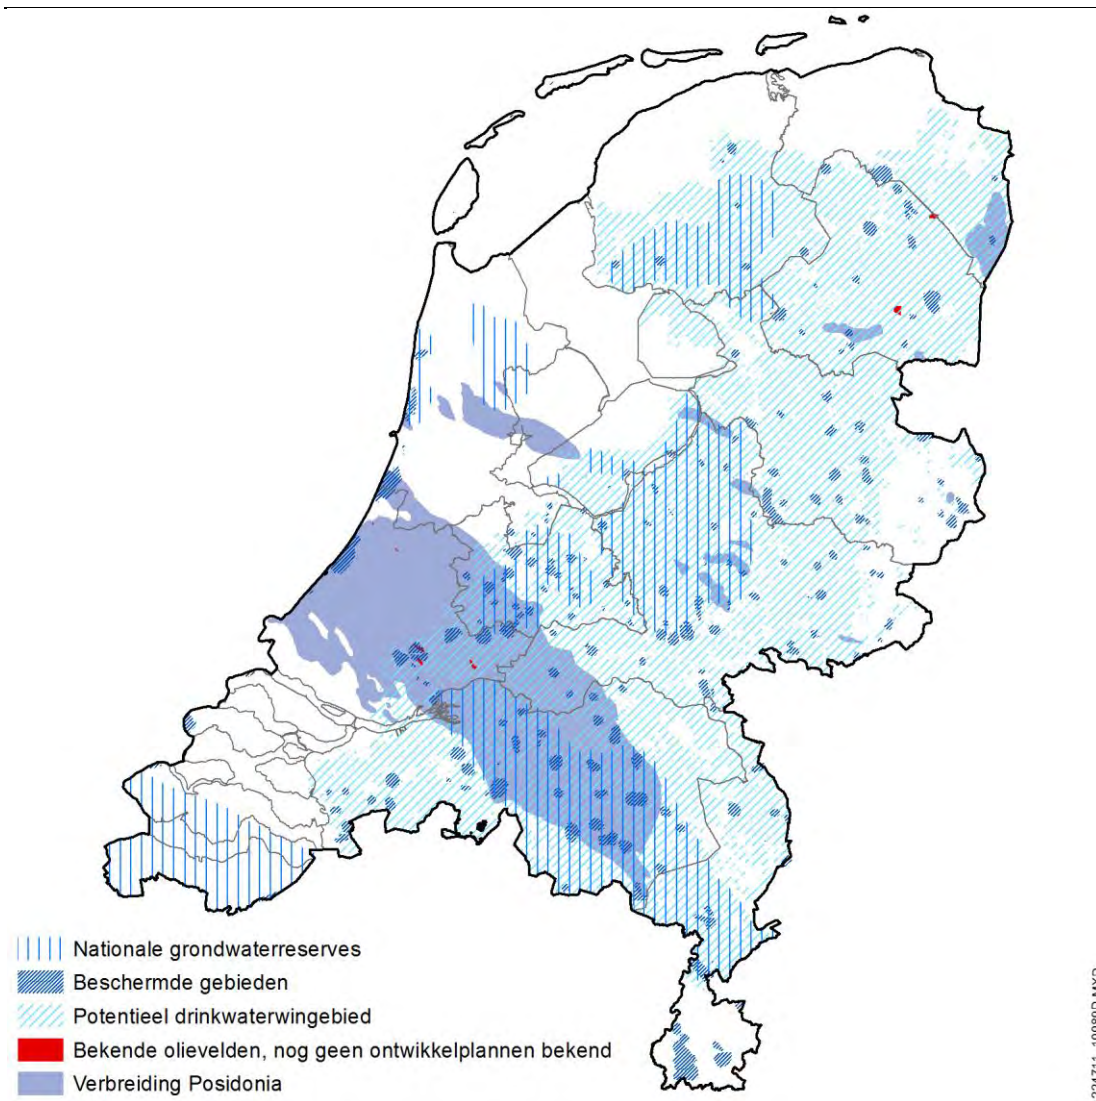 Nationale grondwaterreserves
Beschermde gebieden
Potentieel drinkwaterwingebied
Bekende olievelden, nog geen ontwikkelplannen bekend
Verbreiding Posidonia